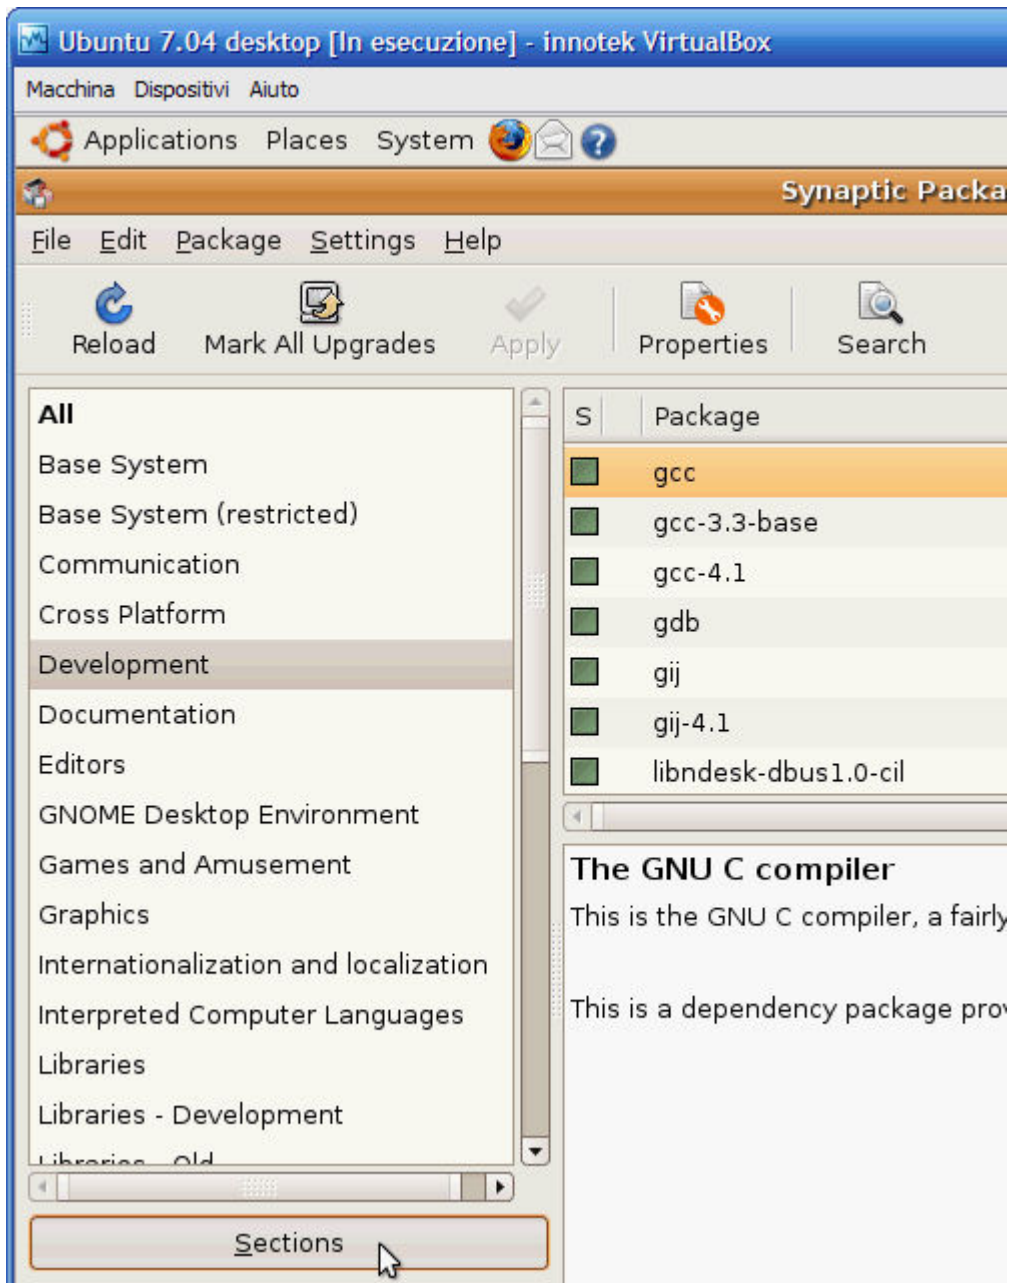 Ubuntu 7.04 desktop [In esecuzione] - innotek VirtualBox
Macchina Dispositivi Aiuto
Applications Places System
Synaptic Packa
File Edit Package Settings Help
Reload Mark All Upgrades Apply Properties Search
All
Base System
Base System (restricted)
Communication
Cross Platform
Development
Documentation
Editors
GNOME Desktop Environment
Games and Amusement
Graphics
Internationalization and localization
Interpreted Computer Languages
Libraries
Libraries - Development
Libraries - Old
Sections
S Package
gcc
gcc-3.3-base
gcc-4.1
gdb
gij
gij-4.1
libndesk-dbus1.0-cil
The GNU C compiler
This is the GNU C compiler, a fairly
This is a dependency package prov